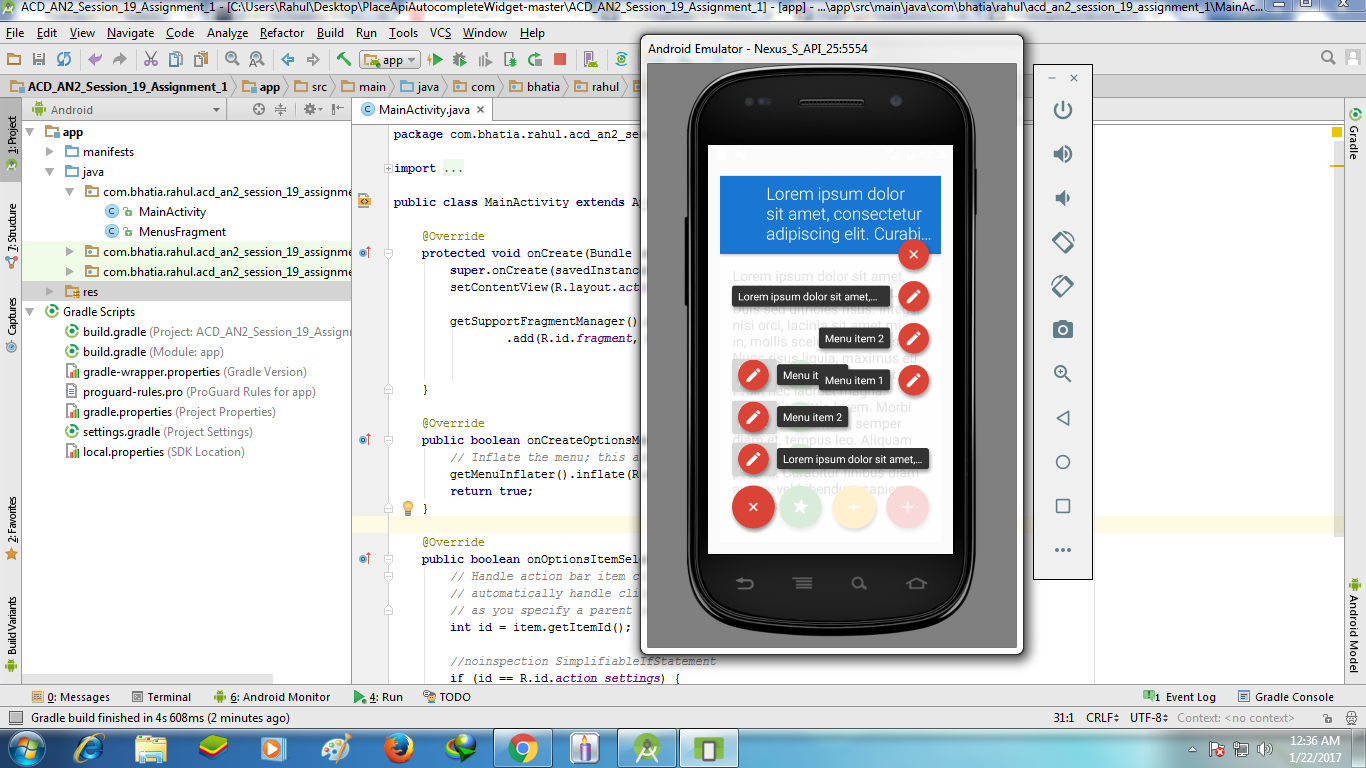 ACD_AN2_Session_19_Assignment_1 - [C:\Users\Rahul\Desktop\PlaceApiAutocompleteWidget-master\ACD_AN2_Session_19_Assignment_1] - [app] - ...\app\src\main\java\com\bhatia\rahul\acd_an2_session_19_assignment_1\MainAc...
File Edit View Navigate Code Analyze Refactor Build Run Tools VCS Window Help
app
ACD_AN2_Session_19_Assignment_1 app src main java com bhatia rahul
Android
MainActivity.java
1: Project
7: Structure
Captures
2: Favorites
Build Variants
app
manifests
java
com.bhatia.rahul.acd_an2_session_19_assignme
MainActivity
MenusFragment
com.bhatia.rahul.acd_an2_session_19_assignme
com.bhatia.rahul.acd_an2_session_19_assignme
res
Gradle Scripts
build.gradle (Project: ACD_AN2_Session_19_Assignm
build.gradle (Module: app)
gradle-wrapper.properties (Gradle Version)
proguard-rules.pro (ProGuard Rules for app)
gradle.properties (Project Properties)
settings.gradle (Project Settings)
local.properties (SDK Location)
package com.bhatia.rahul.acd_an2_se
import ...
public class MainActivity extends A
@Override
protected void onCreate(Bundle
super.onCreate(savedInstanc
setContentView(R.layout.act
getSupportFragmentManager()
.add(R.id.fragment,
}
@Override
public boolean onCreateOptionsM
// Inflate the menu; this a
getMenuInflater().inflate(R
return true;
}
@Override
public boolean onOptionsItemSel
// Handle action bar item c
// automatically handle cli
// as you specify a parent
int id = item.getItemId();
//noinspection SimplifiableIfStatement
if (id == R.id.action_settings) {
Android Emulator - Nexus_S_API_25:5554
Lorem ipsum dolor
sit amet, consectetur
adipiscing elit. Curabi...
Lorem ipsum dolor sit amet,
Lorem ipsum dolor sit amet,...
Menu item 2
Menu it
Menu item 1
Menu item 2
Lorem ipsum dolor sit amet,...
Gradle
Android Model
0: Messages Terminal 6: Android Monitor 4: Run TODO
1 Event Log Gradle Console
Gradle build finished in 4s 608ms (2 minutes ago)
31:1 CRLF UTF-8 Context: <no context>
12:36 AM
1/22/2017